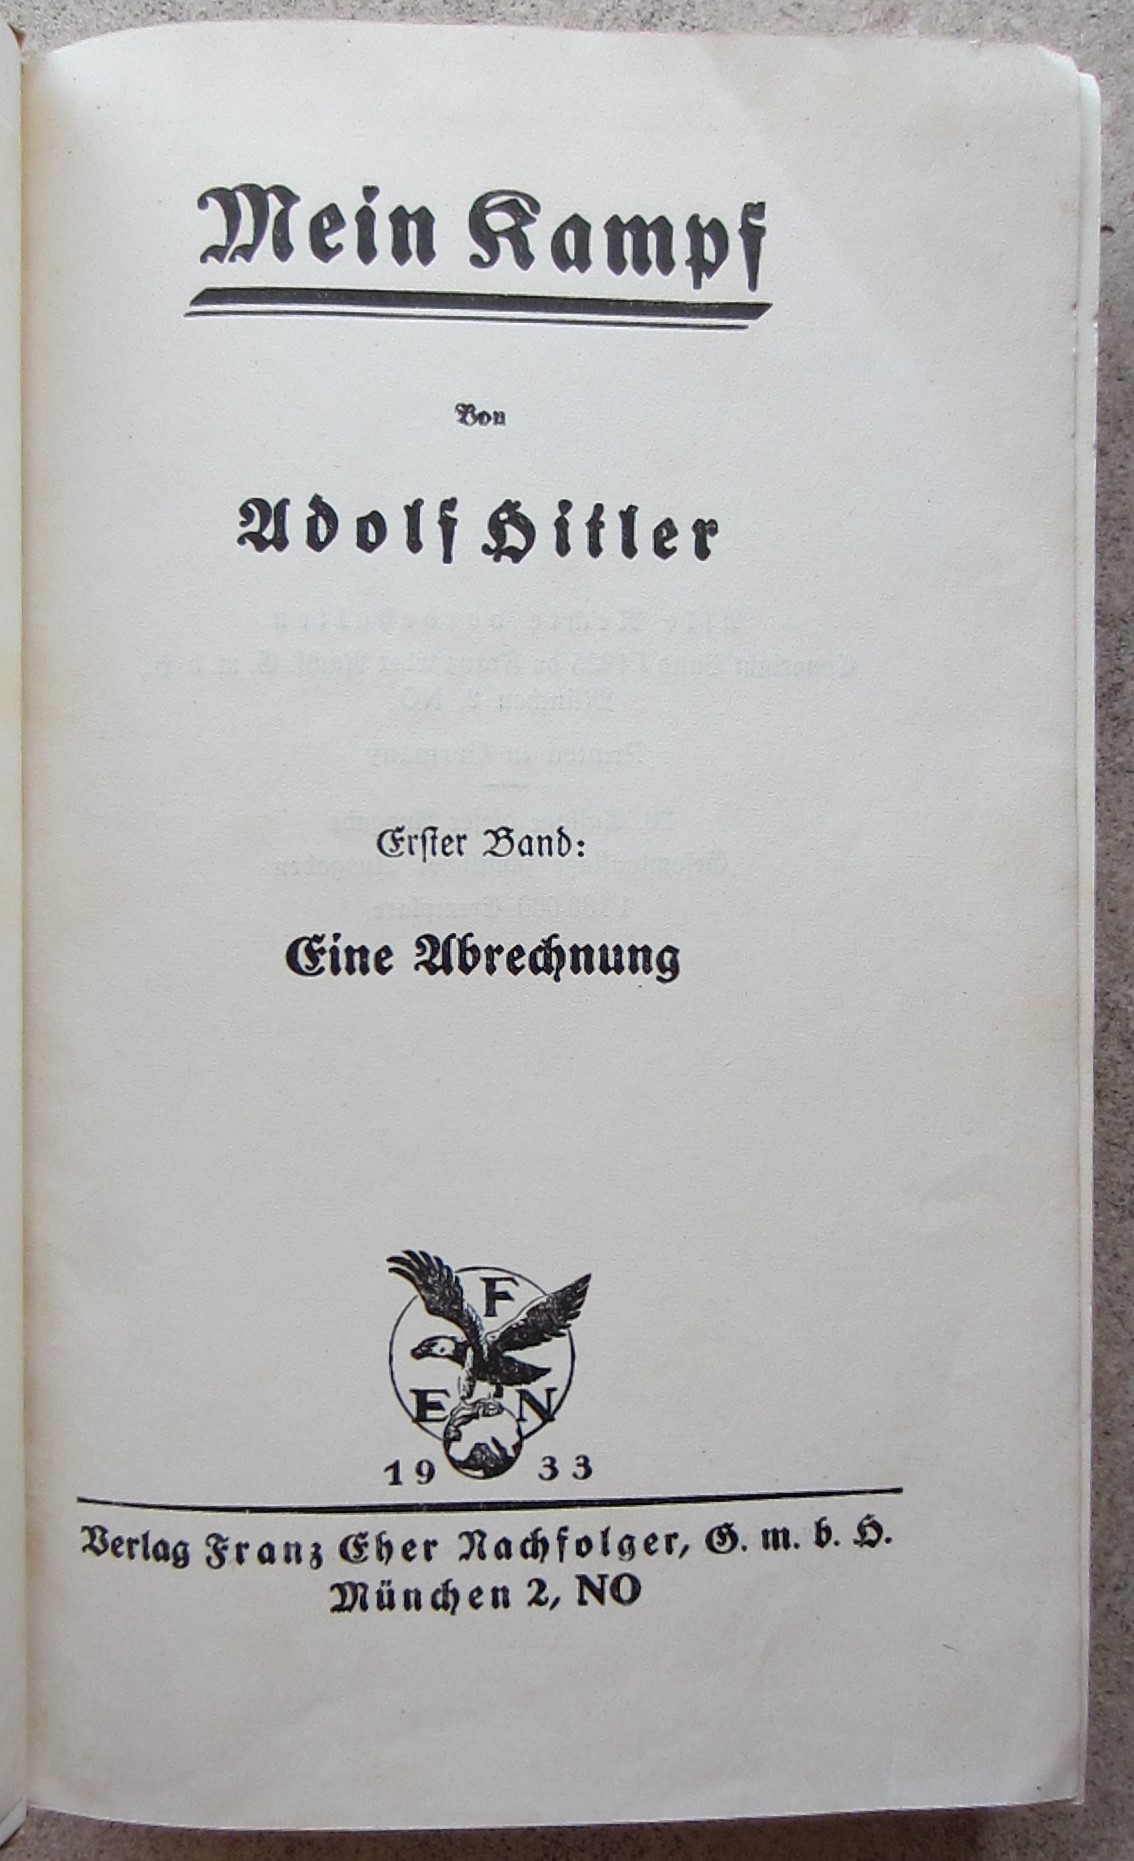 Mein Kampf
Von
Adolf Hitler
Erster Band:
Eine Abrechnung
F
E N
19 33
Verlag Franz Eher Nachfolger, G. m. b. H.
München 2, NO